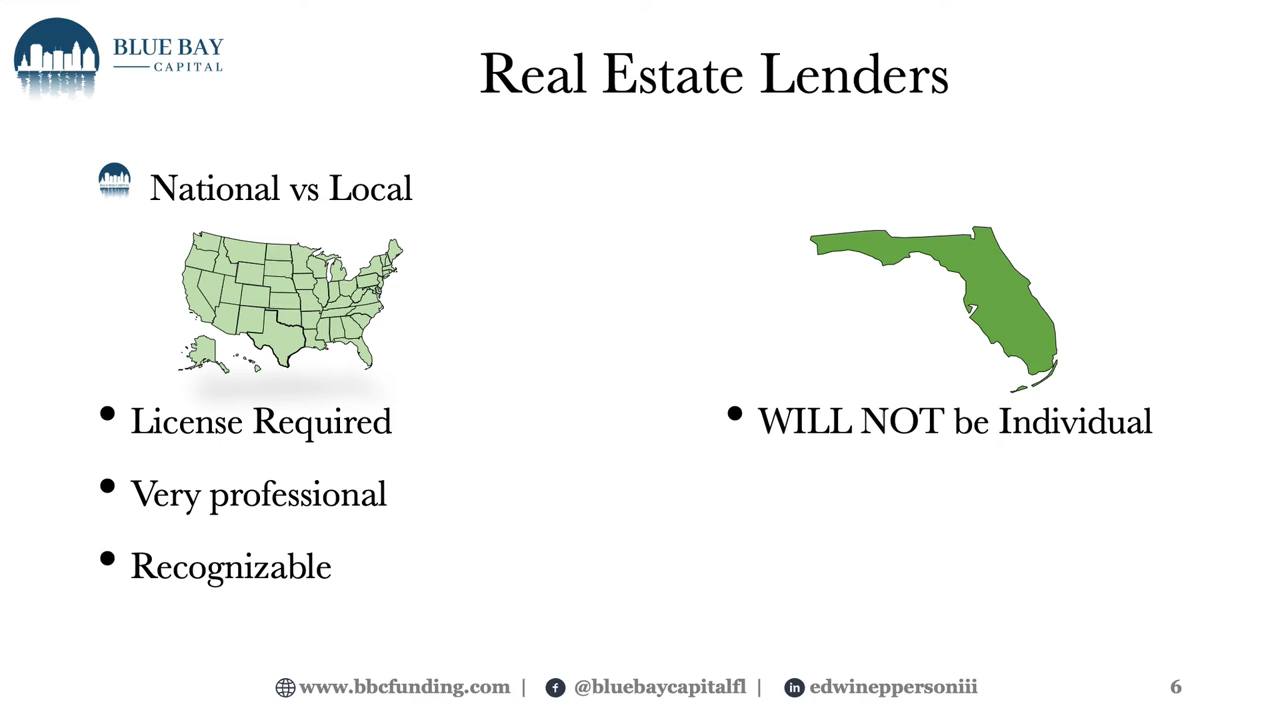 BLUE BAY
CAPITAL
Real Estate Lenders
National vs Local
• License Required
• Very professional
• Recognizable
• WILL NOT be Individual
www.bbcfunding.com | @bluebaycapitalfl | edwineppersoniii
6